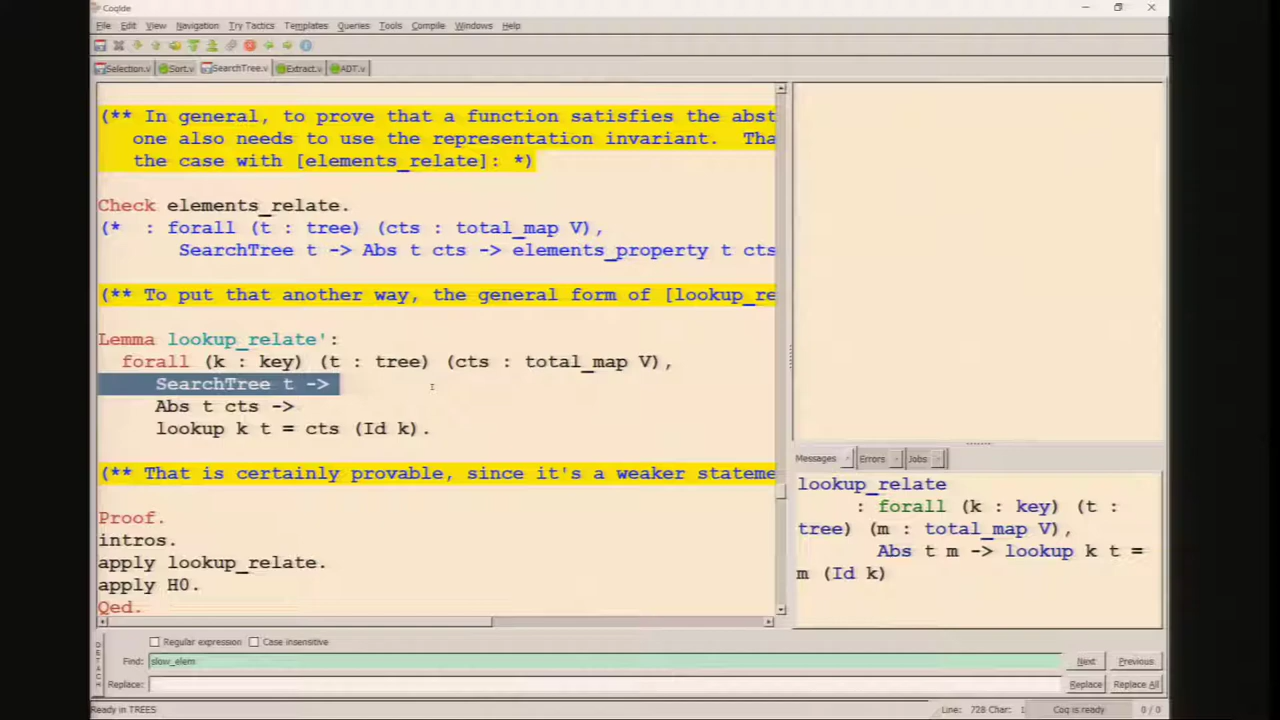 CoqIde
File Edit View Navigation Try Tactics Templates Queries Tools Compile Windows Help
Selection.v Sort.v SearchTree.v Extract.v ADT.v
(** In general, to prove that a function satisfies the abst
one also needs to use the representation invariant. Tha
the case with [elements_relate]: *)
Check elements_relate.
(* : forall (t : tree) (cts : total_map V),
SearchTree t -> Abs t cts -> elements_property t cts
(** To put that another way, the general form of [lookup_re
Lemma lookup_relate':
forall (k : key) (t : tree) (cts : total_map V),
SearchTree t ->
Abs t cts ->
lookup k t = cts (Id k).
(** That is certainly provable, since it's a weaker stateme
Proof.
intros.
apply lookup_relate.
apply H0.
Qed.
Messages Errors Jobs
lookup_relate
: forall (k : key) (t :
tree) (m : total_map V),
Abs t m -> lookup k t =
m (Id k)
DETACH
Regular expression Case insensitive
Find: slow_elem Next Previous
Replace: Replace Replace All
Ready in TREES Line: 728 Char: 1 Coq is ready 0 / 0